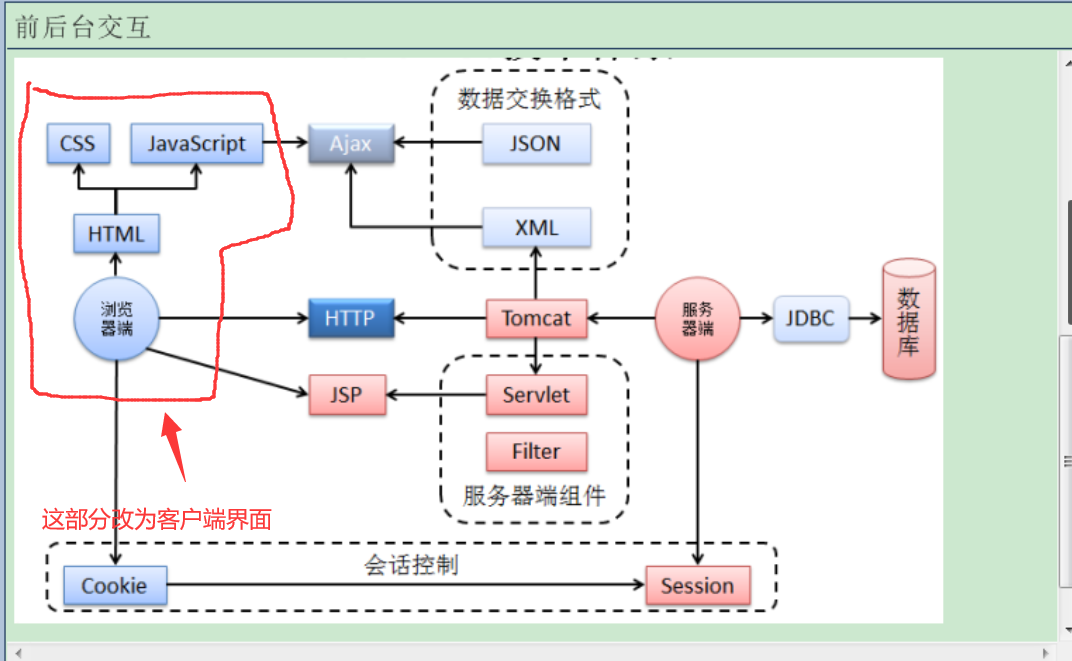 前后台交互
数据交换格式
CSS
JavaScript
Ajax
JSON
HTML
XML
浏览
器端
HTTP
Tomcat
服务
器端
JDBC
数据库
JSP
Servlet
Filter
服务器端组件
这部分改为客户端界面
会话控制
Cookie
Session